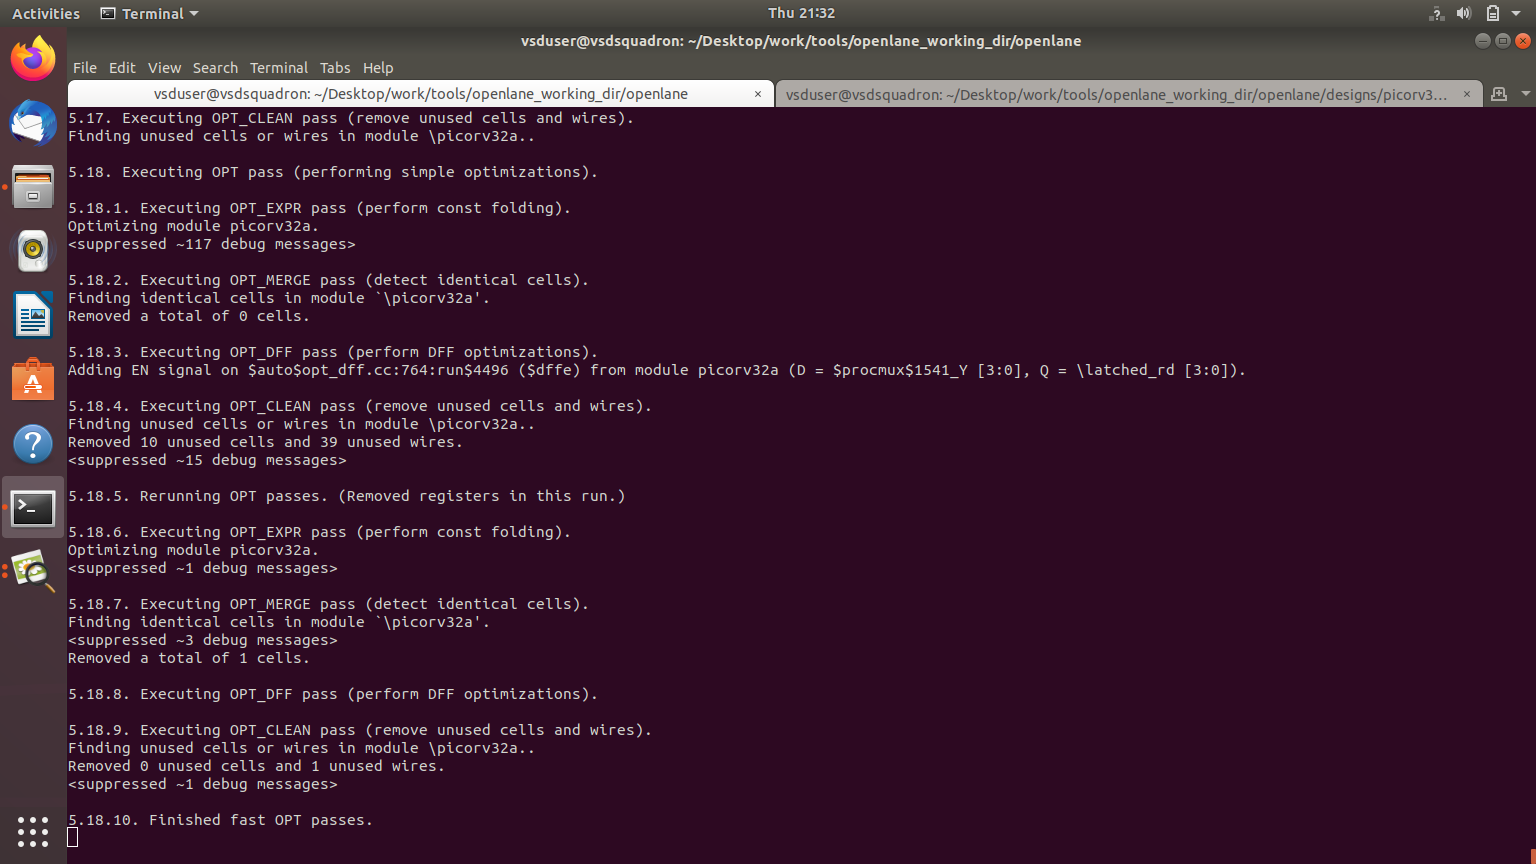 Activities
Terminal
Thu 21:32
vsduser@vsdsquadron: ~/Desktop/work/tools/openlane_working_dir/openlane
File Edit View Search Terminal Tabs Help
vsduser@vsdsquadron: ~/Desktop/work/tools/openlane_working_dir/openlane ×
vsduser@vsdsquadron: ~/Desktop/work/tools/openlane_working_dir/openlane/designs/picorv3... ×
5.17. Executing OPT_CLEAN pass (remove unused cells and wires).
Finding unused cells or wires in module \picorv32a..
5.18. Executing OPT pass (performing simple optimizations).
5.18.1. Executing OPT_EXPR pass (perform const folding).
Optimizing module picorv32a.
<suppressed ~117 debug messages>
5.18.2. Executing OPT_MERGE pass (detect identical cells).
Finding identical cells in module `\picorv32a'.
Removed a total of 0 cells.
5.18.3. Executing OPT_DFF pass (perform DFF optimizations).
Adding EN signal on $auto$opt_dff.cc:764:run$4496 ($dffe) from module picorv32a (D = $procmux$1541_Y [3:0], Q = \latched_rd [3:0]).
5.18.4. Executing OPT_CLEAN pass (remove unused cells and wires).
Finding unused cells or wires in module \picorv32a..
Removed 10 unused cells and 39 unused wires.
<suppressed ~15 debug messages>
5.18.5. Rerunning OPT passes. (Removed registers in this run.)
5.18.6. Executing OPT_EXPR pass (perform const folding).
Optimizing module picorv32a.
<suppressed ~1 debug messages>
5.18.7. Executing OPT_MERGE pass (detect identical cells).
Finding identical cells in module `\picorv32a'.
<suppressed ~3 debug messages>
Removed a total of 1 cells.
5.18.8. Executing OPT_DFF pass (perform DFF optimizations).
5.18.9. Executing OPT_CLEAN pass (remove unused cells and wires).
Finding unused cells or wires in module \picorv32a..
Removed 0 unused cells and 1 unused wires.
<suppressed ~1 debug messages>
5.18.10. Finished fast OPT passes.